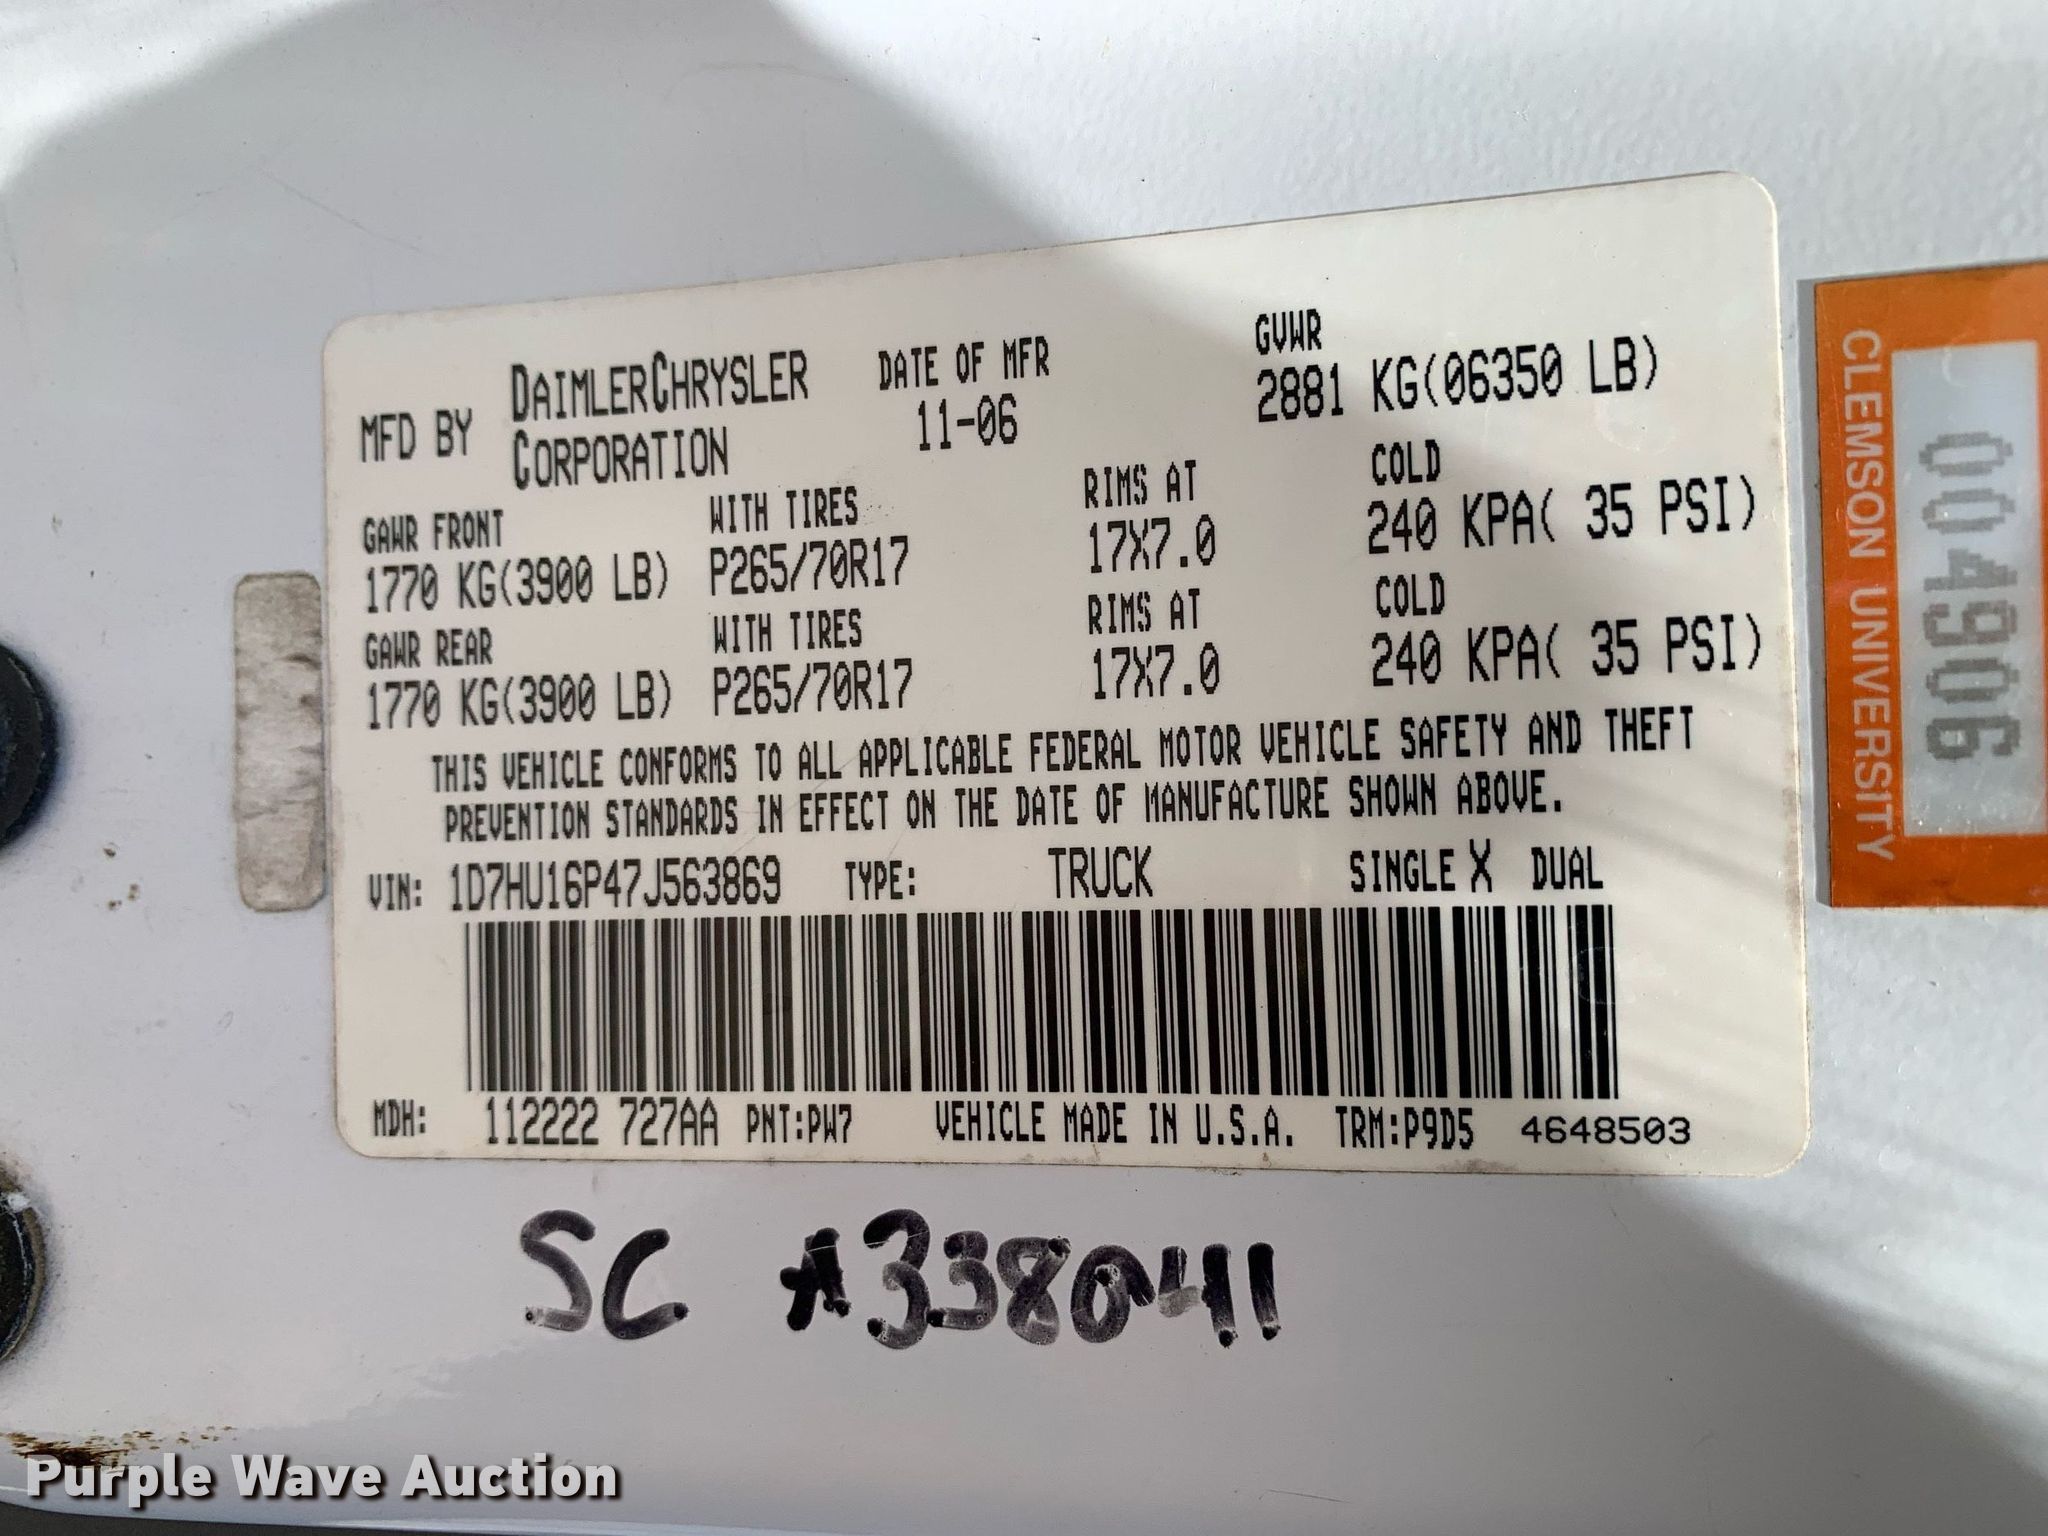 MFD BY DAIMLERCHRYSLER CORPORATION
DATE OF MFR
11-06
GVWR
2881 KG(06350 LB)
GAWR FRONT WITH TIRES RIMS AT COLD
1770 KG(3900 LB) P265/70R17 17X7.0 240 KPA( 35 PSI)
GAWR REAR WITH TIRES RIMS AT COLD
1770 KG(3900 LB) P265/70R17 17X7.0 240 KPA( 35 PSI)
THIS VEHICLE CONFORMS TO ALL APPLICABLE FEDERAL MOTOR VEHICLE SAFETY AND THEFT
PREVENTION STANDARDS IN EFFECT ON THE DATE OF MANUFACTURE SHOWN ABOVE.
VIN: 1D7HU16P47J563869 TYPE: TRUCK SINGLE X DUAL
MDH: 112222 727AA PNT:PW7 VEHICLE MADE IN U.S.A. TRM:P9D5 4648503
CLEMSON UNIVERSITY
004906
SC A338041
Purple Wave Auction